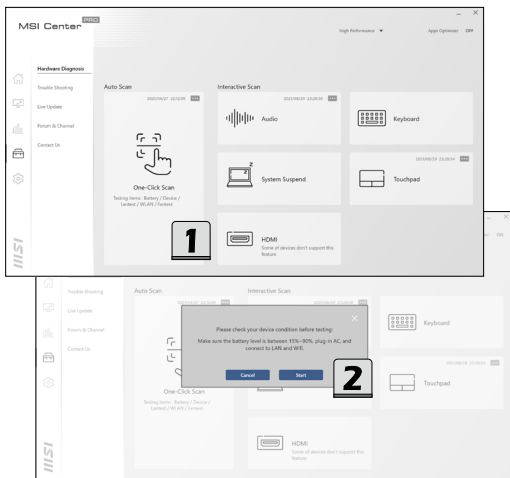 MSI Center PRO
High Performance ▼
Apps Optimizer: OFF
Hardware Diagnosis
Trouble Shooting
Live Update
Forum & Channel
Contact Us
Auto Scan
One-Click Scan
Testing items : Battery / Device /
Lantest / WLAN / Fantest
1
Interactive Scan
Audio
Keyboard
System Suspend
Touchpad
HDMI
Some of devices don't support this
feature
msi
Trouble Shooting
Live Update
Forum & Channel
Contact Us
Auto Scan
Interactive Scan
Please check your device condition before testing:
Make sure the battery level is between 15%~90%, plug-in AC, and
connect to LAN and Wifi.
Cancel
Start
2
One-Click Scan
Testing items : Battery / Device /
Lantest / WLAN / Fantest
Keyboard
Touchpad
HDMI
Some of devices don't support this
feature
msi